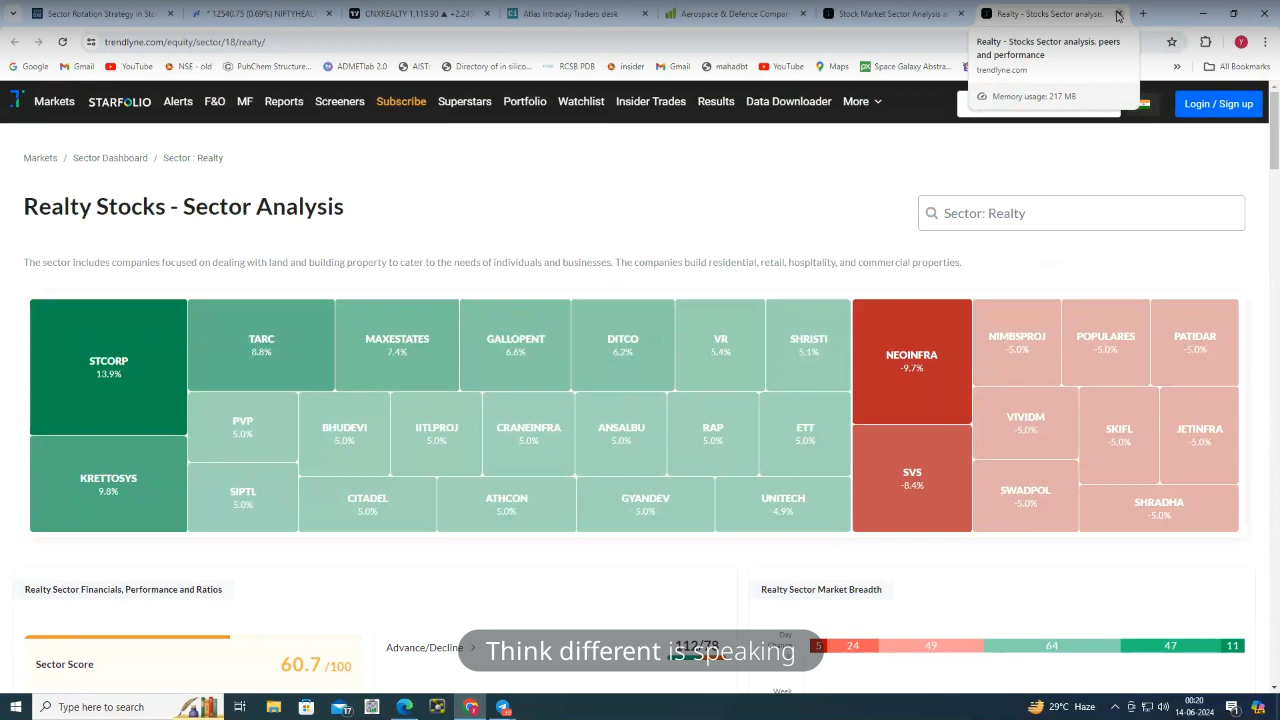 Defence Index Sector
* 12540.75 (0.69%) NIFTYHEAL
CNXREALTY 1,119.90 ▲ +2.24
Atlas Intraday Traders desk
Aerospace & Defence Compan
Stock Market Sector Analysis a
Realty - Stocks Sector analysis
trendlyne.com/equity/sector/18/realty/
Realty - Stocks Sector analysis, peers
and performance
trendlyne.com
Memory usage: 217 MB
Google
Gmail
YouTube
NSE - old
PubChem structure...
ADMETlab 2.0
AIST:
Directory of in silico...
RCSB PDB
insider
Gmail
mahadbt
YouTube
Maps
Space Galaxy Abstra...
All Bookmarks
Markets
STARFOLIO
Alerts
F&O
MF
Reports
Screeners
Subscribe
Superstars
Portfolio
Watchlist
Insider Trades
Results
Data Downloader
More
Login / Sign up
Markets / Sector Dashboard / Sector : Realty
Realty Stocks - Sector Analysis
Sector: Realty
The sector includes companies focused on dealing with land and building property to cater to the needs of individuals and businesses. The companies build residential, retail, hospitality, and commercial properties.
STCORP
13.9%
KRETTOSYS
9.8%
TARC
8.8%
MAXESTATES
7.4%
GALLOPENT
6.6%
DITCO
6.2%
VR
5.4%
SHRISTI
5.1%
PVP
5.0%
BHUDEVI
5.0%
IITLPROJ
5.0%
CRANEINFRA
5.0%
ANSALBU
5.0%
RAP
5.0%
ETT
5.0%
SIPTL
5.0%
CITADEL
5.0%
ATHCON
5.0%
GYANDEV
5.0%
UNITECH
4.9%
NEOINFRA
-9.7%
SVS
-8.4%
NIMBSPROJ
-5.0%
POPULARES
-5.0%
PATIDAR
-5.0%
VIVIDM
-5.0%
SKIFL
-5.0%
JETINFRA
-5.0%
SWADPOL
-5.0%
SHRADHA
-5.0%
Realty Sector Financials, Performance and Ratios
Sector Score
60.7 /100
Advance/Decline
112/78
Realty Sector Market Breadth
Day
5
24
49
64
47
11
Week
Think different is speaking
Type here to search
29°C Haze
00:20
14-06-2024